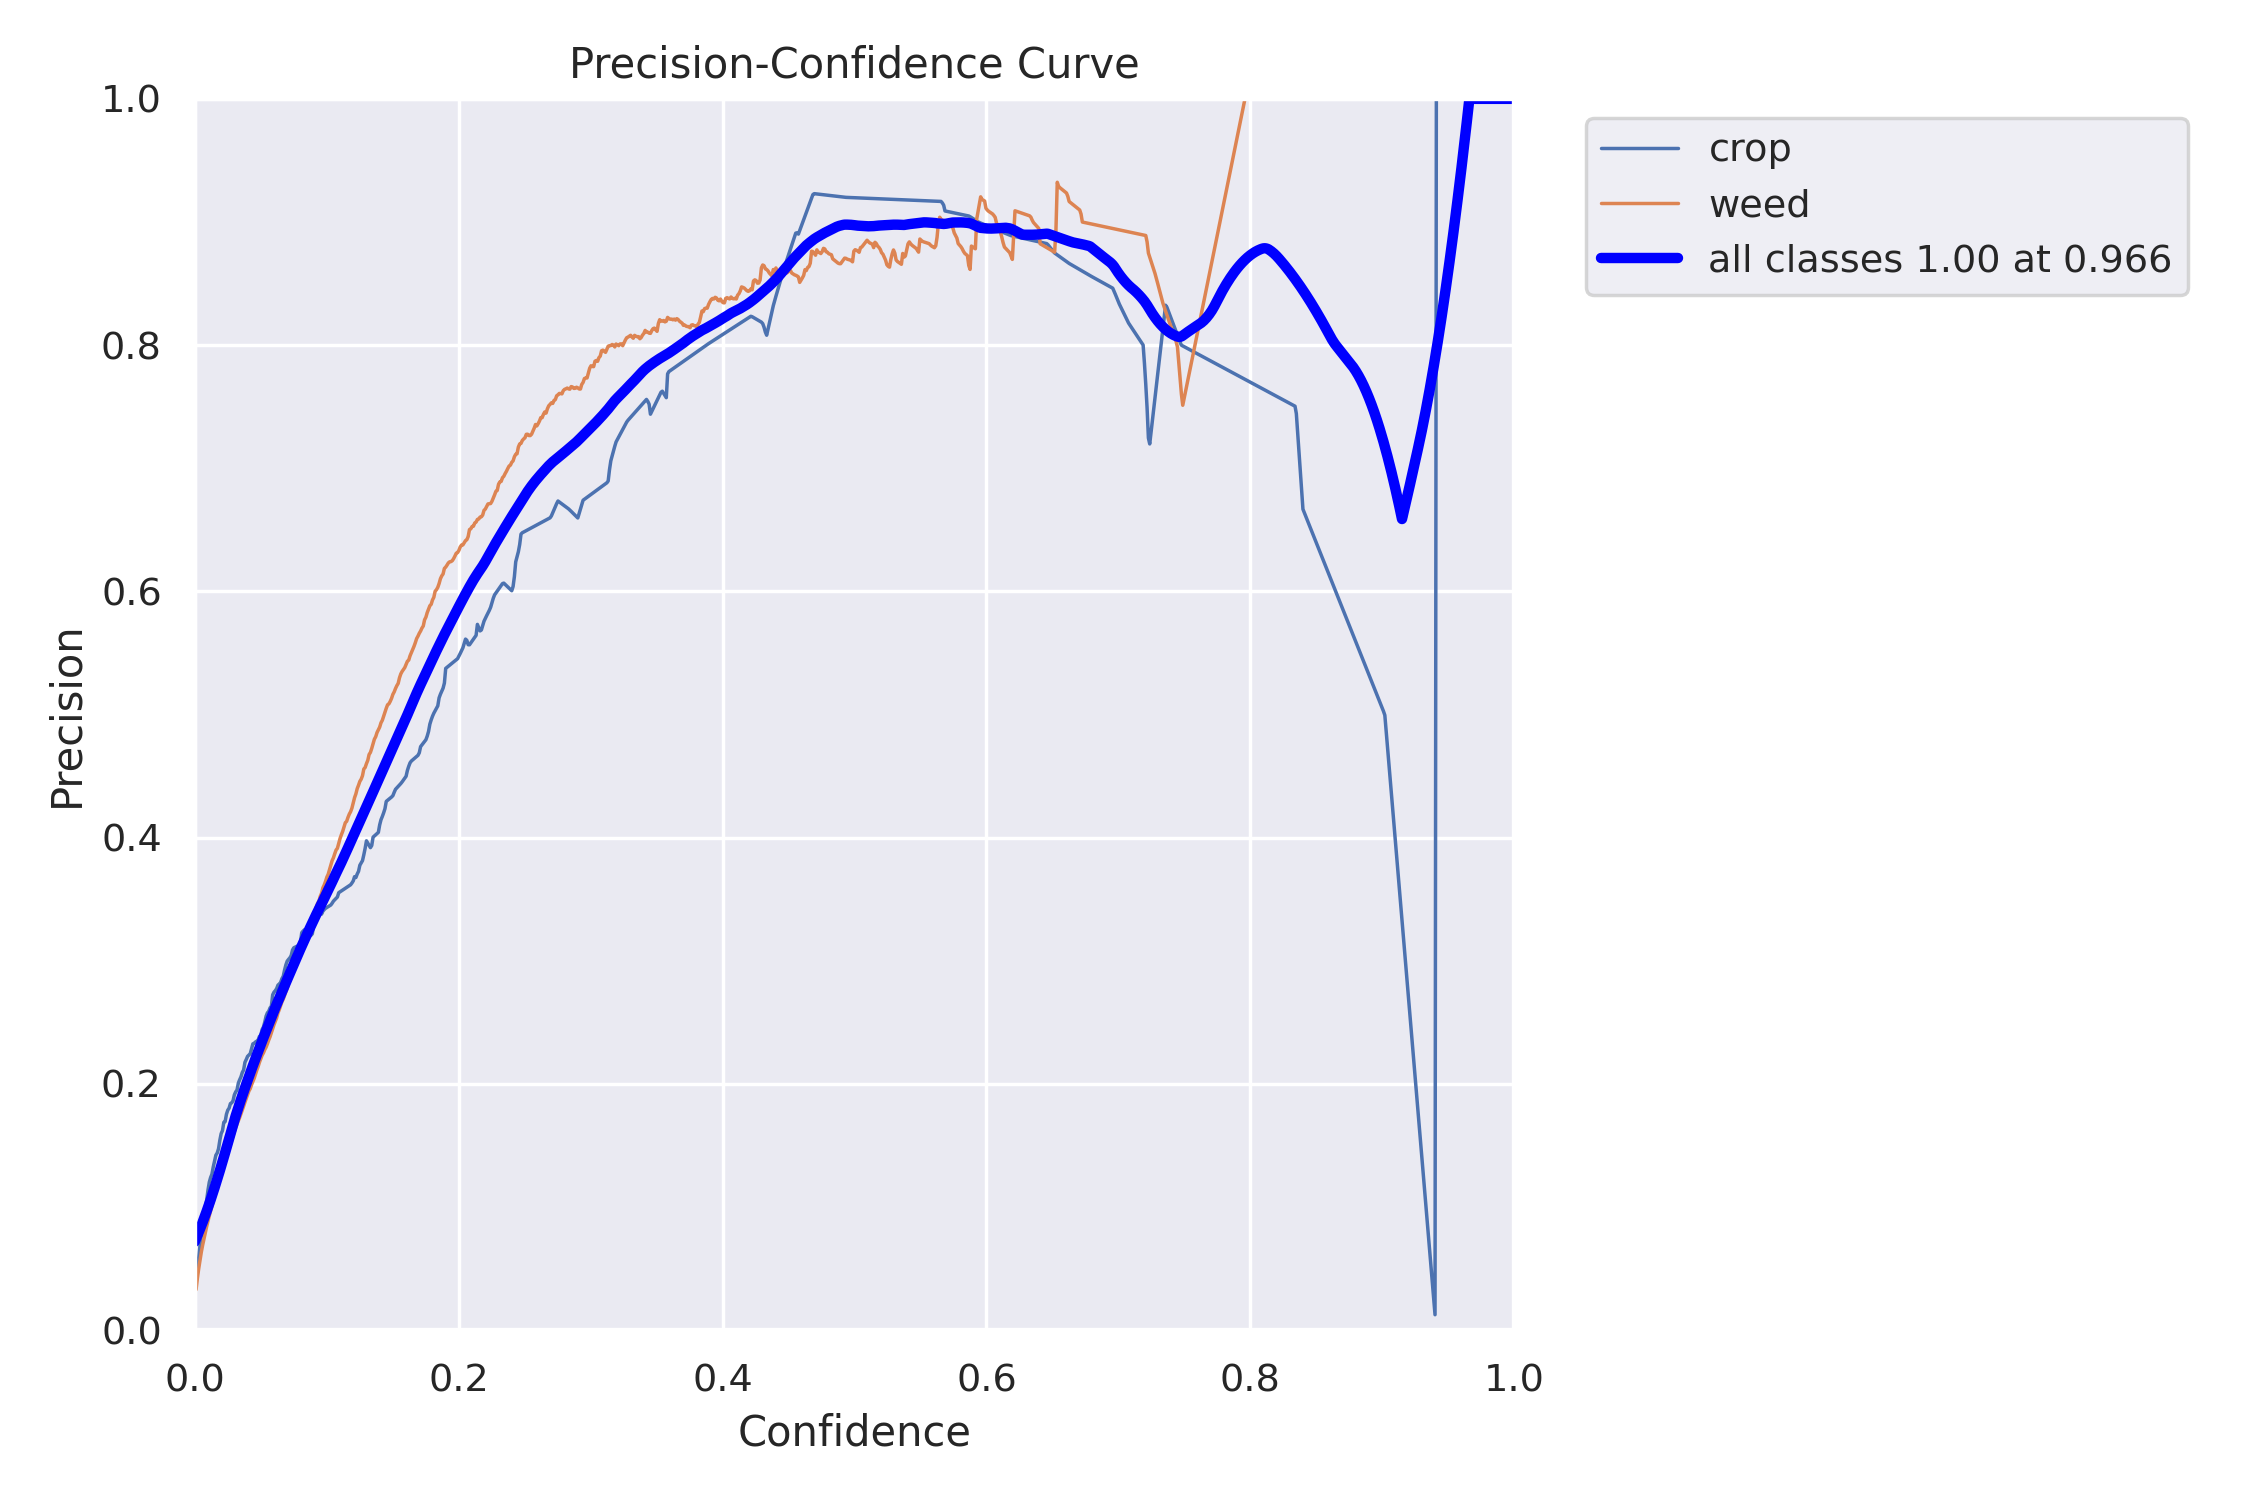 Precision-Confidence Curve
1.0
0.8
0.6
0.4
0.2
0.0
Precision
0.0 0.2 0.4 0.6 0.8 1.0
Confidence
crop
weed
all classes 1.00 at 0.966